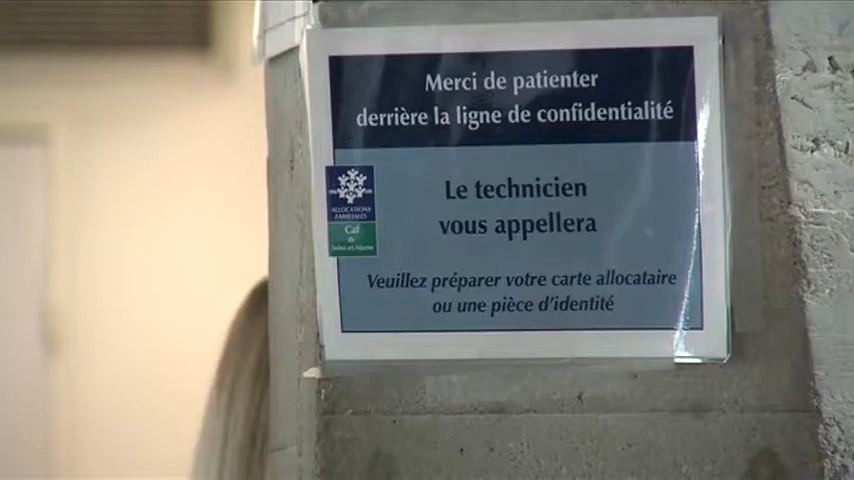 Merci de patienter
derrière la ligne de confidentialité
Le technicien
vous appellera
ALLOCATIONS
FAMILIALES
Caf
de
Seine-et-Marne
Veuillez préparer votre carte allocataire
ou une pièce d'identité